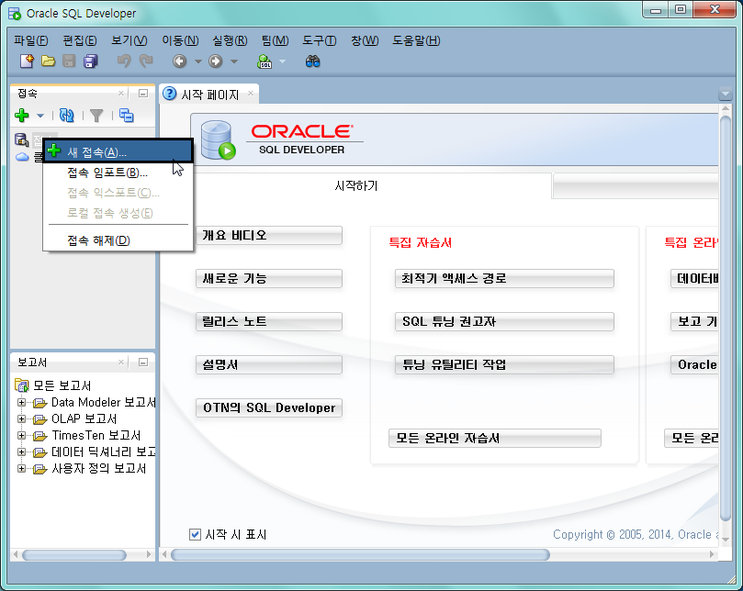 Oracle SQL Developer
파일(F) 편집(E) 보기(V) 이동(N) 실행(R) 팀(M) 도구(T) 창(W) 도움말(H)
접속
시작 페이지
새 접속(A)...
접속 임포트(B)...
접속 익스포트(C)...
로컬 접속 생성(E)
접속 해제(D)
ORACLE
SQL DEVELOPER
시작하기
개요 비디오
새로운 기능
릴리스 노트
설명서
OTN의 SQL Developer
특집 자습서
최적기 액세스 경로
SQL 튜닝 권고자
튜닝 유틸리티 작업
모든 온라인 자습서
특집 온라인
데이터베
보고 기
Oracle
모든 온라
보고서
모든 보고서
Data Modeler 보고서
OLAP 보고서
TimesTen 보고서
데이터 딕셔너리 보고
사용자 정의 보고서
시작 시 표시
Copyright © 2005, 2014, Oracle a